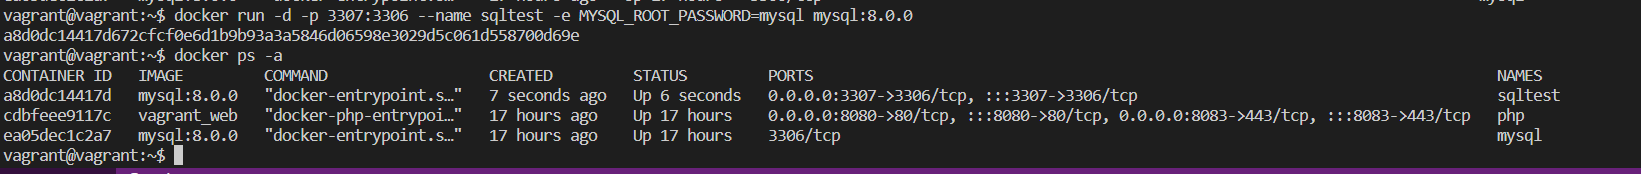 vagrant@vagrant:~$ docker run -d -p 3307:3306 --name sqltest -e MYSQL_ROOT_PASSWORD=mysql mysql:8.0.0
a8d0dc14417d672cfcf0e6d1b9b93a3a5846d06598e3029d5c061d558700d69e
vagrant@vagrant:~$ docker ps -a
CONTAINER ID   IMAGE         COMMAND                  CREATED         STATUS         PORTS                                                                              NAMES
a8d0dc14417d   mysql:8.0.0   "docker-entrypoint.s…"   7 seconds ago   Up 6 seconds   0.0.0.0:3307->3306/tcp, :::3307->3306/tcp                                          sqltest
cdbfeee9117c   vagrant_web   "docker-php-entrypoi…"   17 hours ago    Up 17 hours    0.0.0.0:8080->80/tcp, :::8080->80/tcp, 0.0.0.0:8083->443/tcp, :::8083->443/tcp   php
ea05dec1c2a7   mysql:8.0.0   "docker-entrypoint.s…"   17 hours ago    Up 17 hours    3306/tcp                                                                           mysql
vagrant@vagrant:~$